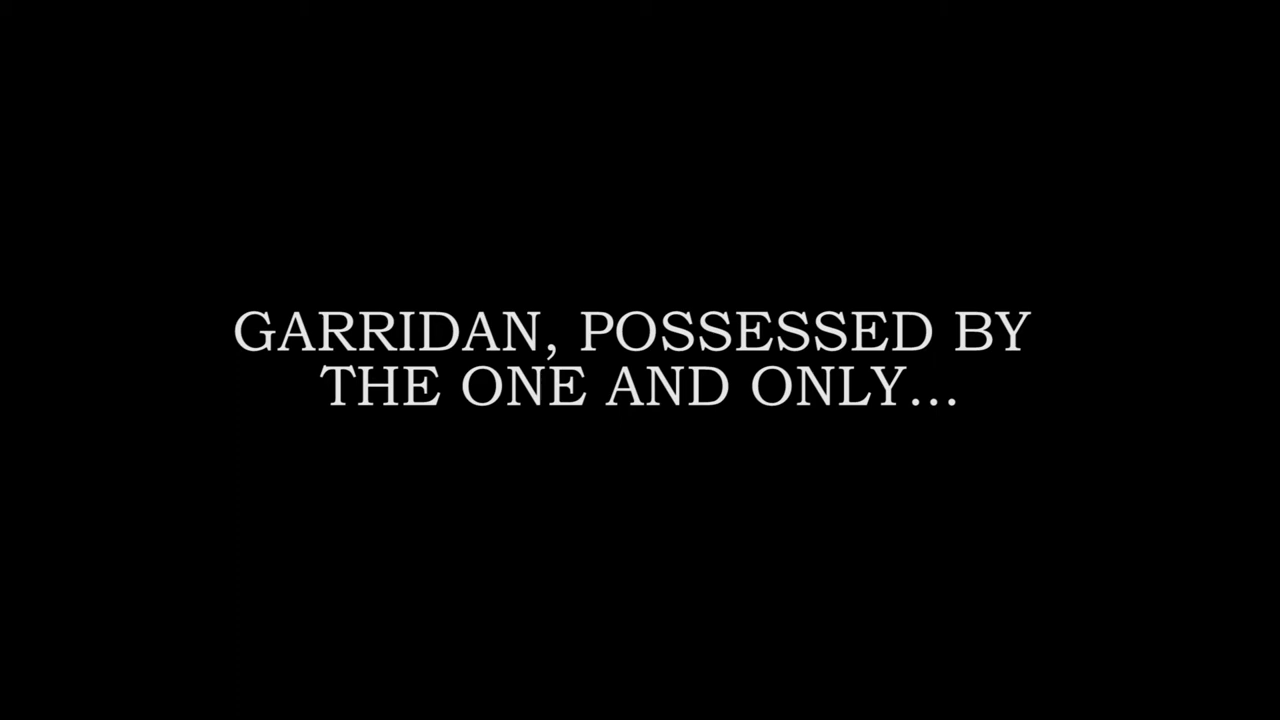 GARRIDAN, POSSESSED BY
THE ONE AND ONLY...